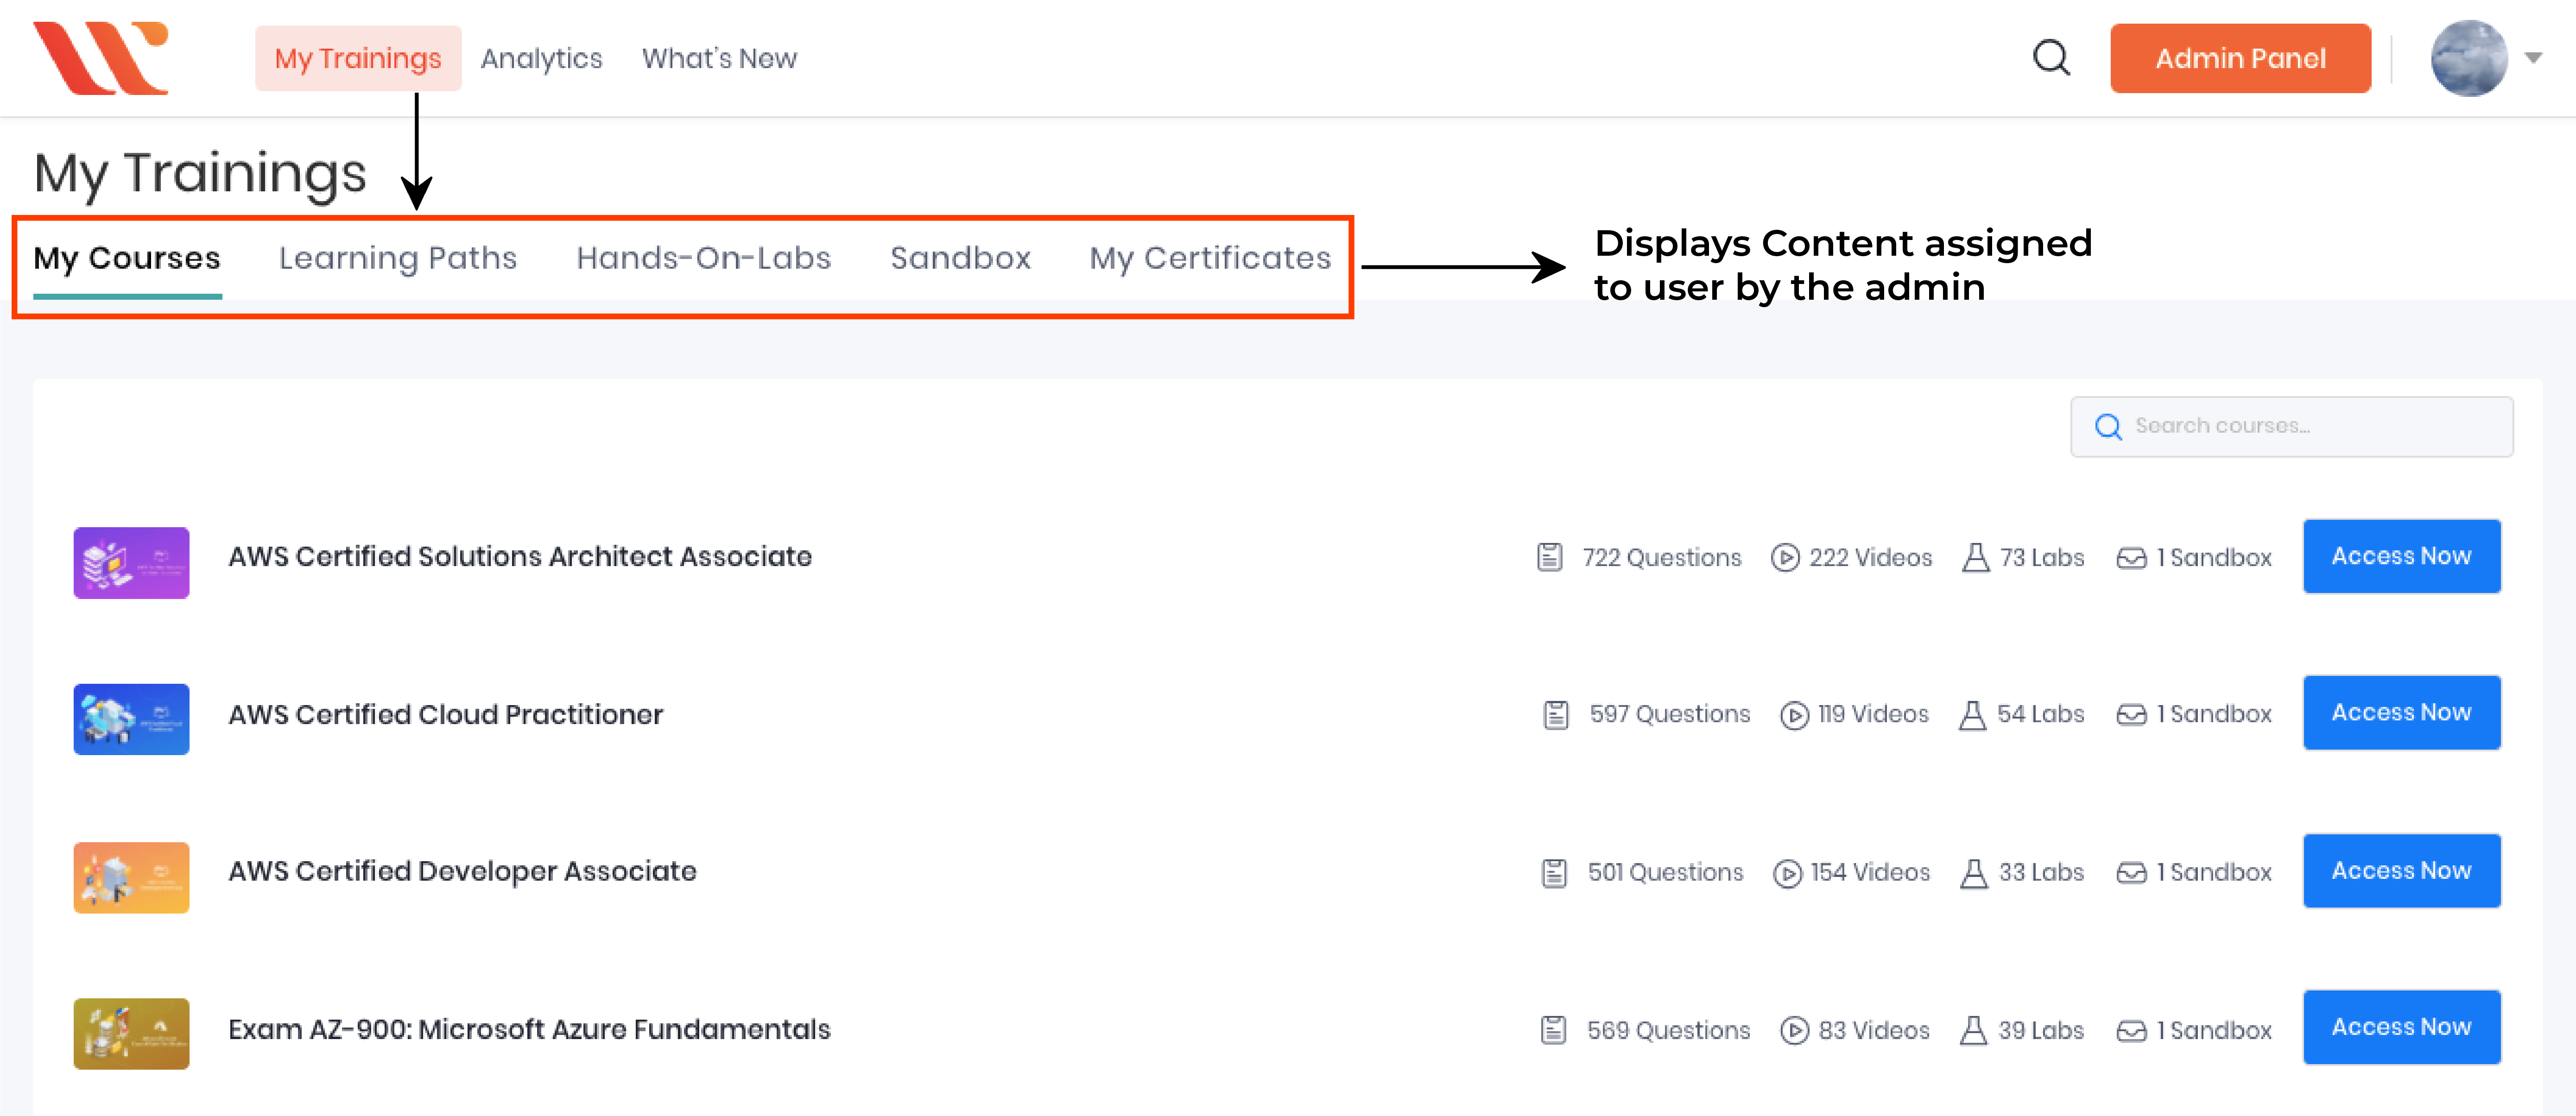 My Trainings Analytics What's New Admin Panel
My Trainings
My Courses Learning Paths Hands-On-Labs Sandbox My Certificates
Displays Content assigned
to user by the admin
Search courses...
AWS Certified Solutions Architect Associate 722 Questions 222 Videos 73 Labs 1 Sandbox Access Now
AWS Certified Cloud Practitioner 597 Questions 119 Videos 54 Labs 1 Sandbox Access Now
AWS Certified Developer Associate 501 Questions 154 Videos 33 Labs 1 Sandbox Access Now
Exam AZ-900: Microsoft Azure Fundamentals 569 Questions 83 Videos 39 Labs 1 Sandbox Access Now